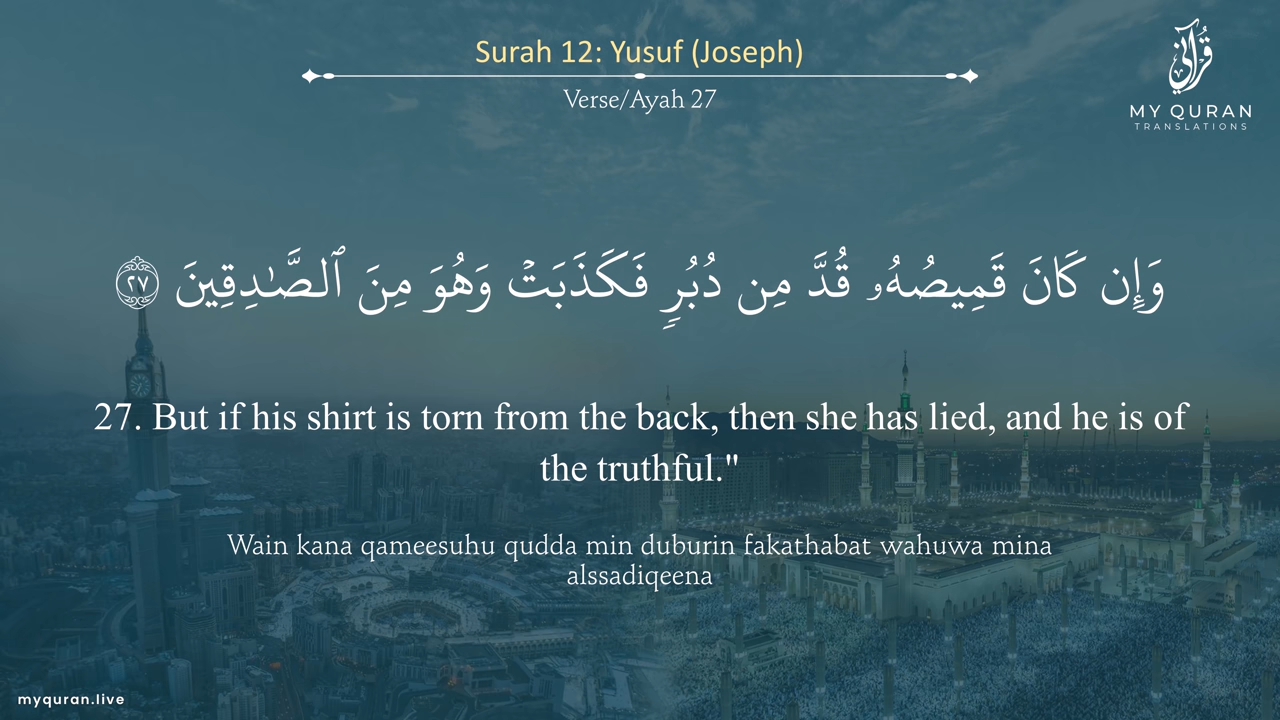 Surah 12: Yusuf (Joseph)
Verse/Ayah 27
قرآني
MY QURAN
TRANSLATIONS
وَإِن كَانَ قَمِيصُهُۥ قُدَّ مِن دُبُرٍۢ فَكَذَبَتْ وَهُوَ مِنَ ٱلصَّـٰدِقِينَ ٢٧
27. But if his shirt is torn from the back, then she has lied, and he is of
the truthful."
Wain kana qameesuhu qudda min duburin fakathabat wahuwa mina
alssadiqeena
myquran.live